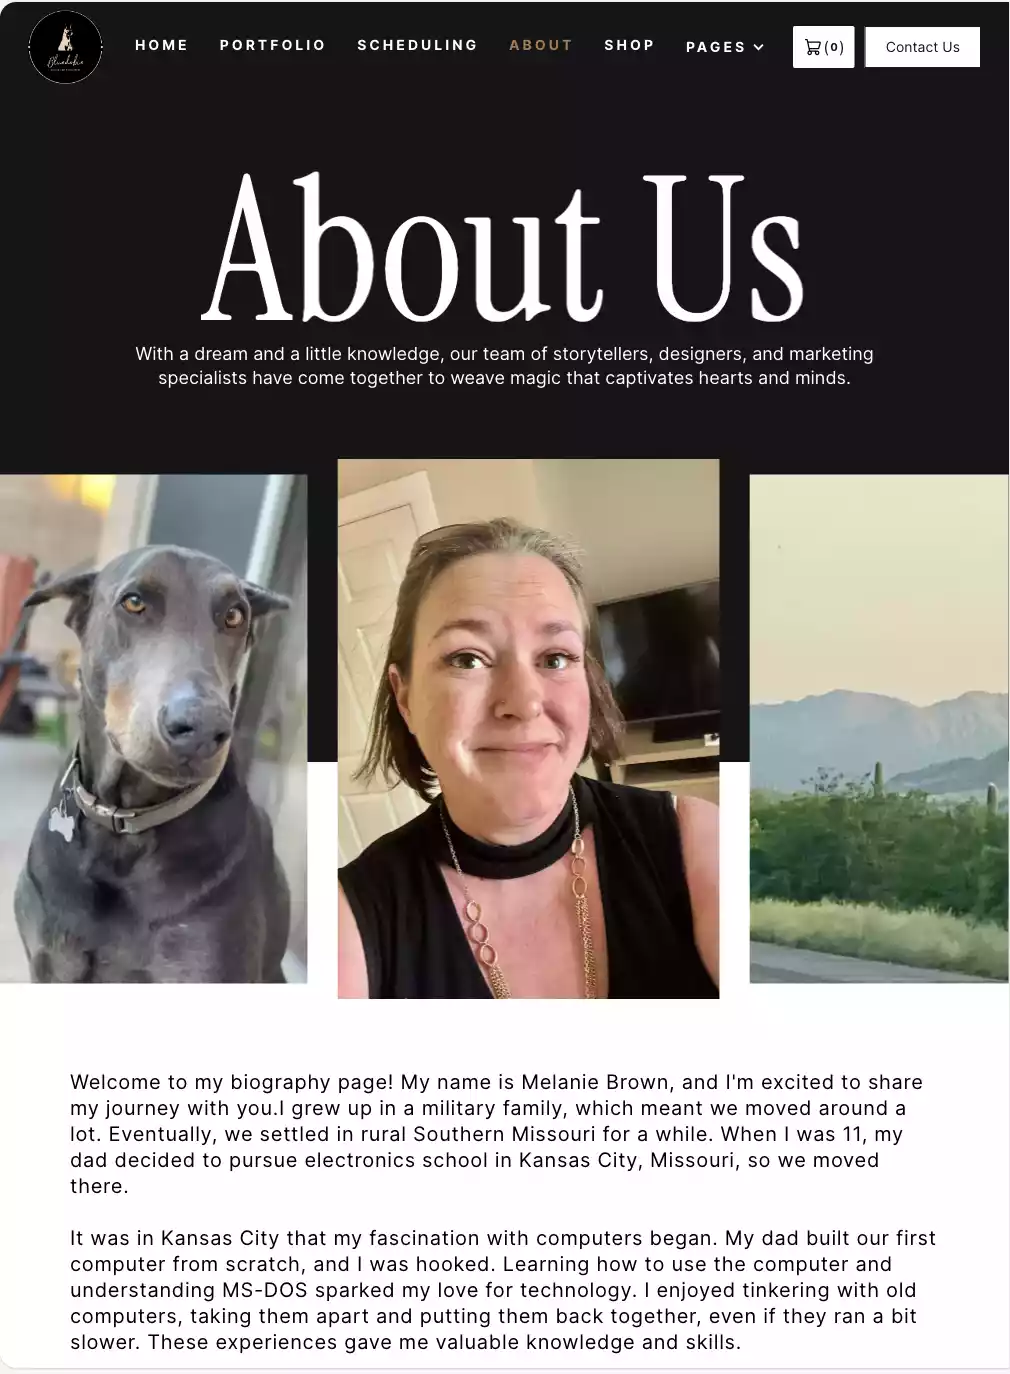 HOME PORTFOLIO SCHEDULING ABOUT SHOP PAGES (0) Contact Us
About Us
With a dream and a little knowledge, our team of storytellers, designers, and marketing
specialists have come together to weave magic that captivates hearts and minds.
Welcome to my biography page! My name is Melanie Brown, and I'm excited to share
my journey with you.I grew up in a military family, which meant we moved around a
lot. Eventually, we settled in rural Southern Missouri for a while. When I was 11, my
dad decided to pursue electronics school in Kansas City, Missouri, so we moved
there.
It was in Kansas City that my fascination with computers began. My dad built our first
computer from scratch, and I was hooked. Learning how to use the computer and
understanding MS-DOS sparked my love for technology. I enjoyed tinkering with old
computers, taking them apart and putting them back together, even if they ran a bit
slower. These experiences gave me valuable knowledge and skills.